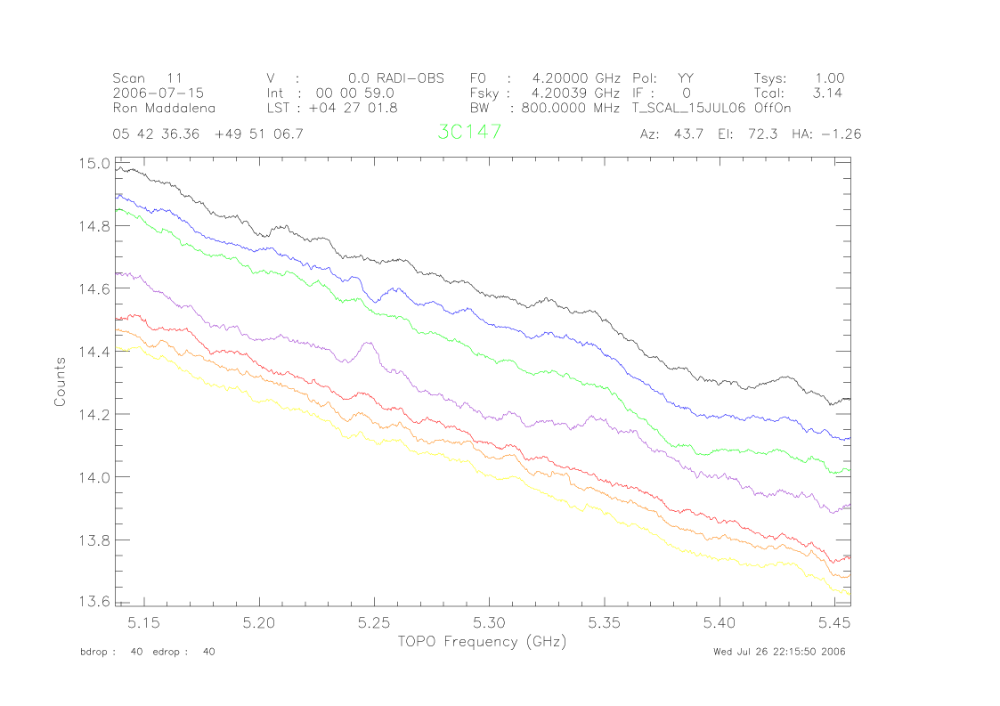 Scan 11 V : 0.0 RADI-OBS F0 : 4.20000 GHz Pol: YY Tsys: 1.00
2006-07-15 Int : 00 00 59.0 Fsky : 4.20039 GHz IF : 0 Tcal: 3.14
Ron Maddalena LST : +04 27 01.8 BW : 800.0000 MHz T_SCAL_15JUL06 OffOn
05 42 36.36 +49 51 06.7 3C147 Az: 43.7 El: 72.3 HA: -1.26
15.0
14.8
14.6
14.4
14.2
14.0
13.8
13.6
Counts
5.15 5.20 5.25 5.30 5.35 5.40 5.45
TOPO Frequency (GHz)
bdrop : 40 edrop : 40 Wed Jul 26 22:15:50 2006